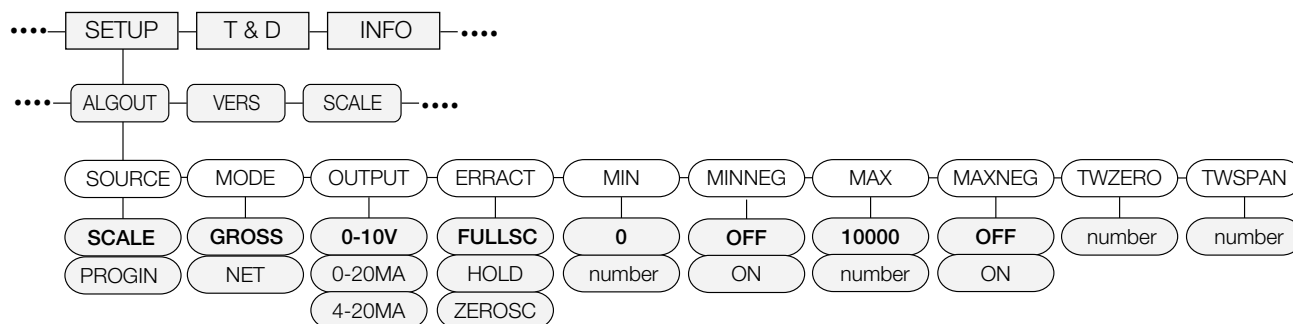 SETUP T & D INFO
ALGOUT VERS SCALE
SOURCE MODE OUTPUT ERRACT MIN MINNEG MAX MAXNEG TWZERO TWSPAN
SCALE GROSS 0-10V FULLSC 0 OFF 10000 OFF number number
PROGIN NET 0-20MA HOLD number ON number ON
4-20MA ZEROSC